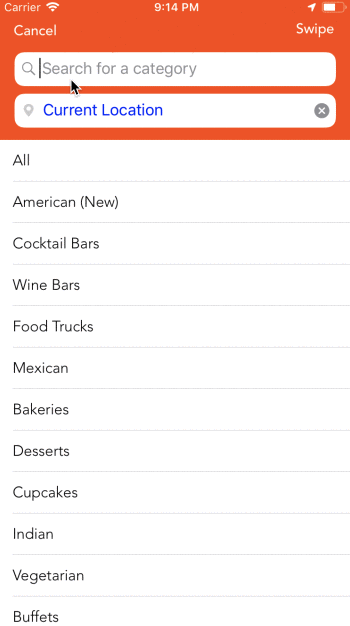 Carrier 9:14 PM
Cancel Swipe
Search for a category
Current Location
All
American (New)
Cocktail Bars
Wine Bars
Food Trucks
Mexican
Bakeries
Desserts
Cupcakes
Indian
Vegetarian
Buffets